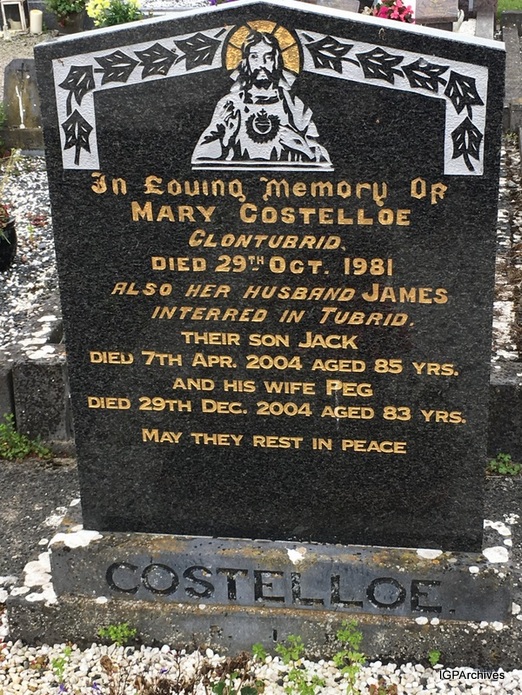 In Loving Memory Of
MARY COSTELLOE
CLONTUBRID,
DIED 29TH OCT. 1981
ALSO HER HUSBAND JAMES
INTERRED IN TUBRID.
THEIR SON JACK
DIED 7TH APR. 2004 AGED 85 YRS.
AND HIS WIFE PEG
DIED 29TH DEC. 2004 AGED 83 YRS.
MAY THEY REST IN PEACE
COSTELLOE.
IGPArchives